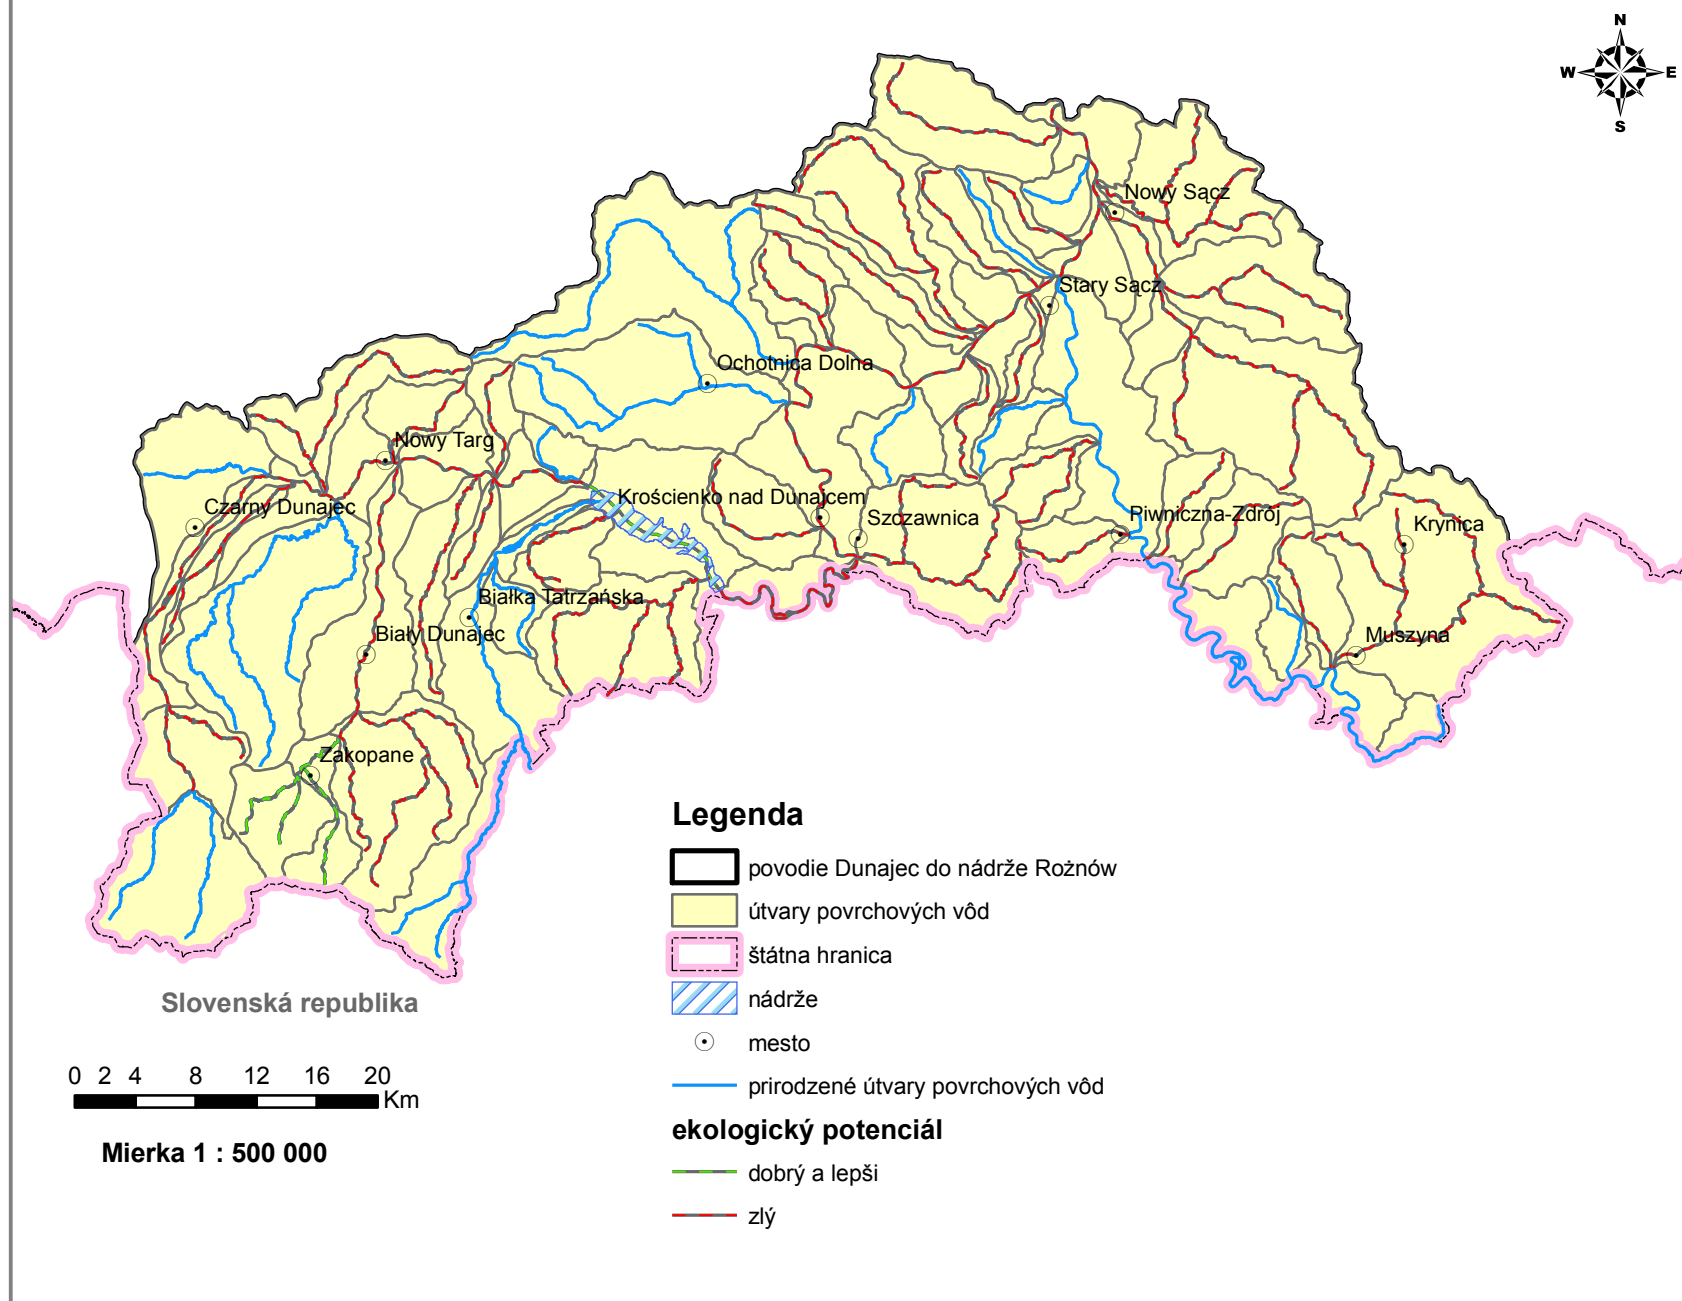 N
W E
S
Nowy Sącz
Stary Sącz
Ochotnica Dolna
Nowy Targ
Czarny Dunajec
Krościenko nad Dunajcem
Szczawnica
Piwniczna-Zdrój
Krynica
Białka Tatrzańska
Biały Dunajec
Muszyna
Zakopane
Slovenská republika
0 2 4 8 12 16 20
Km
Mierka 1 : 500 000
Legenda
povodie Dunajec do nádrže Rożnów
útvary povrchových vôd
štátna hranica
nádrže
mesto
prirodzené útvary povrchových vôd
ekologický potenciál
dobrý a lepši
zlý